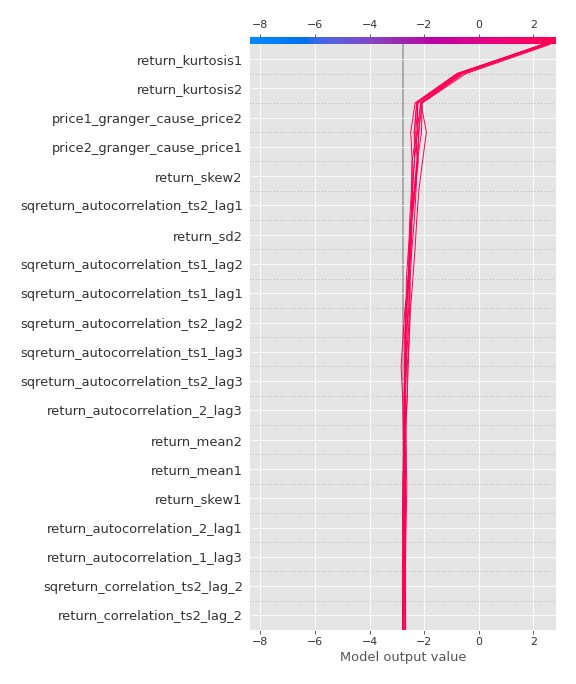 −8 −6 −4 −2 0 2
return_kurtosis1
return_kurtosis2
price1_granger_cause_price2
price2_granger_cause_price1
return_skew2
sqreturn_autocorrelation_ts2_lag1
return_sd2
sqreturn_autocorrelation_ts1_lag2
sqreturn_autocorrelation_ts1_lag1
sqreturn_autocorrelation_ts2_lag2
sqreturn_autocorrelation_ts1_lag3
sqreturn_autocorrelation_ts2_lag3
return_autocorrelation_2_lag3
return_mean2
return_mean1
return_skew1
return_autocorrelation_2_lag1
return_autocorrelation_1_lag3
sqreturn_correlation_ts2_lag_2
return_correlation_ts2_lag_2
−8 −6 −4 −2 0 2
Model output value